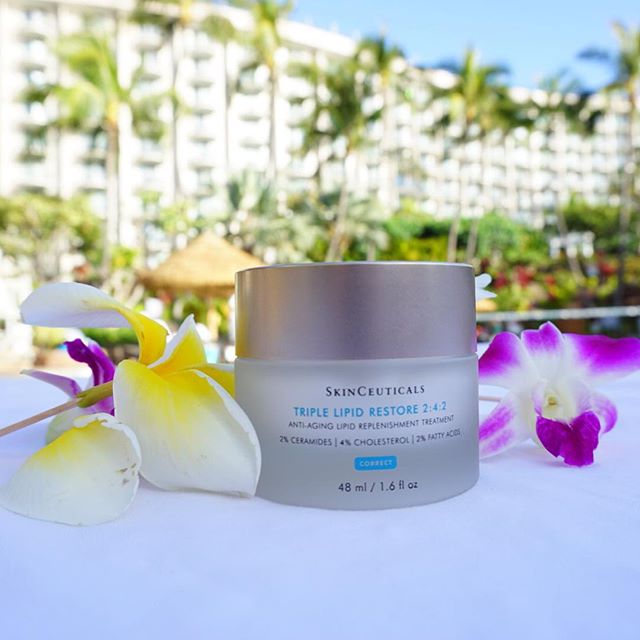 SKINCEUTICALS
TRIPLE LIPID RESTORE 2:4:2
ANTI-AGING LIPID REPLENISHMENT TREATMENT
2% CERAMIDES | 4% CHOLESTEROL | 2% FATTY ACIDS
CORRECT
48 ml / 1.6 fl oz